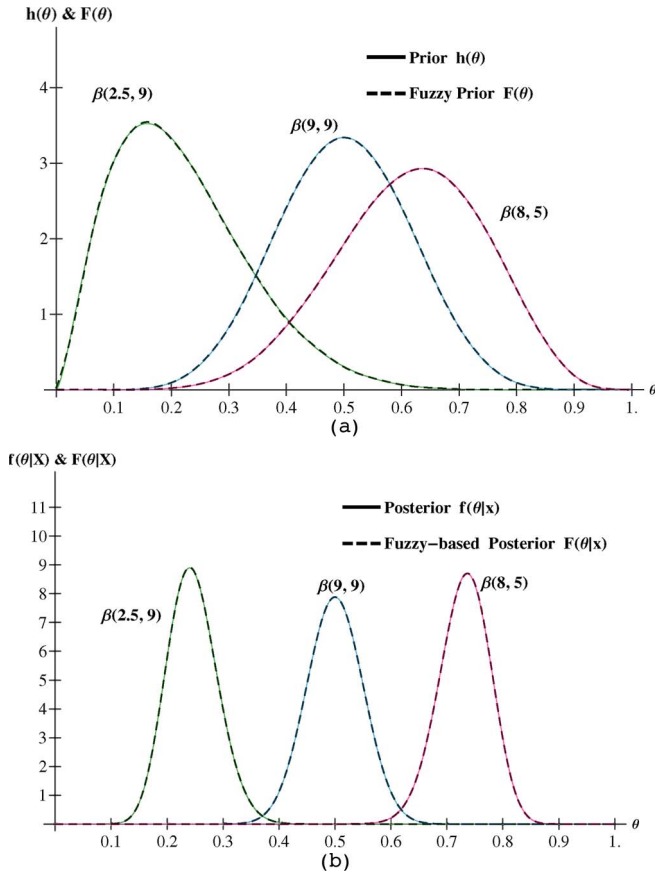 h(θ) & F(θ)
Prior h(θ)
Fuzzy Prior F(θ)
β(2.5, 9)
β(9, 9)
β(8, 5)
4
3
2
1
0.1 0.2 0.3 0.4 0.5 0.6 0.7 0.8 0.9 1. θ
(a)
f(θ|X) & F(θ|X)
Posterior f(θ|x)
Fuzzy-based Posterior F(θ|x)
β(2.5, 9)
β(9, 9)
β(8, 5)
11
10
9
8
7
6
5
4
3
2
1
0.1 0.2 0.3 0.4 0.5 0.6 0.7 0.8 0.9 1. θ
(b)